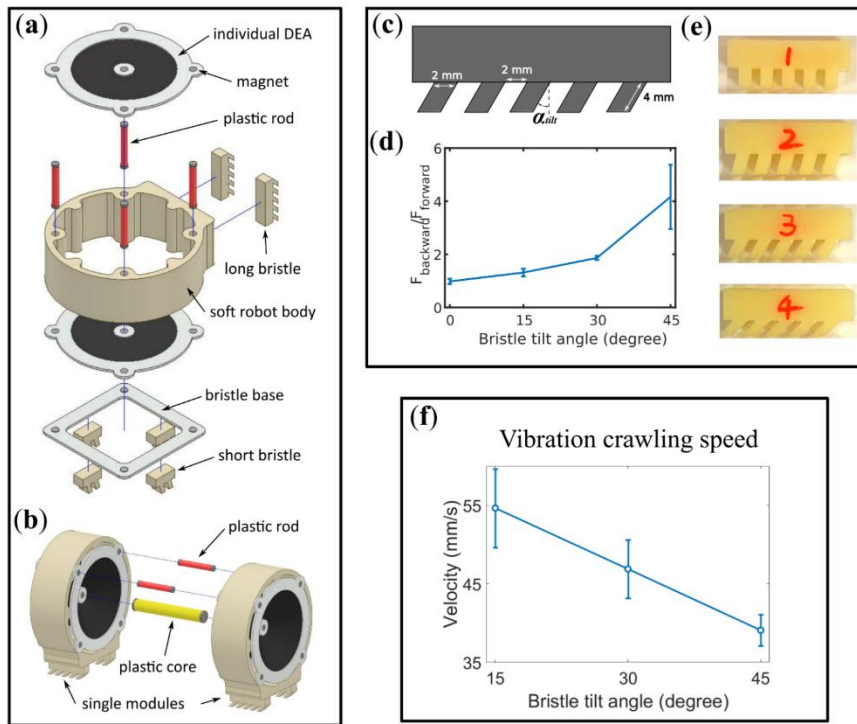 (a)
individual DEA
magnet
plastic rod
long bristle
soft robot body
bristle base
short bristle
(b)
plastic rod
plastic core
single modules
(c)
2 mm
2 mm
4 mm
αtilt
(d)
6
4
2
0
F backward/F forward
0
15
30
45
Bristle tilt angle (degree)
(e)
1
2
3
4
(f)
Vibration crawling speed
55
45
35
Velocity (mm/s)
15
30
45
Bristle tilt angle (degree)